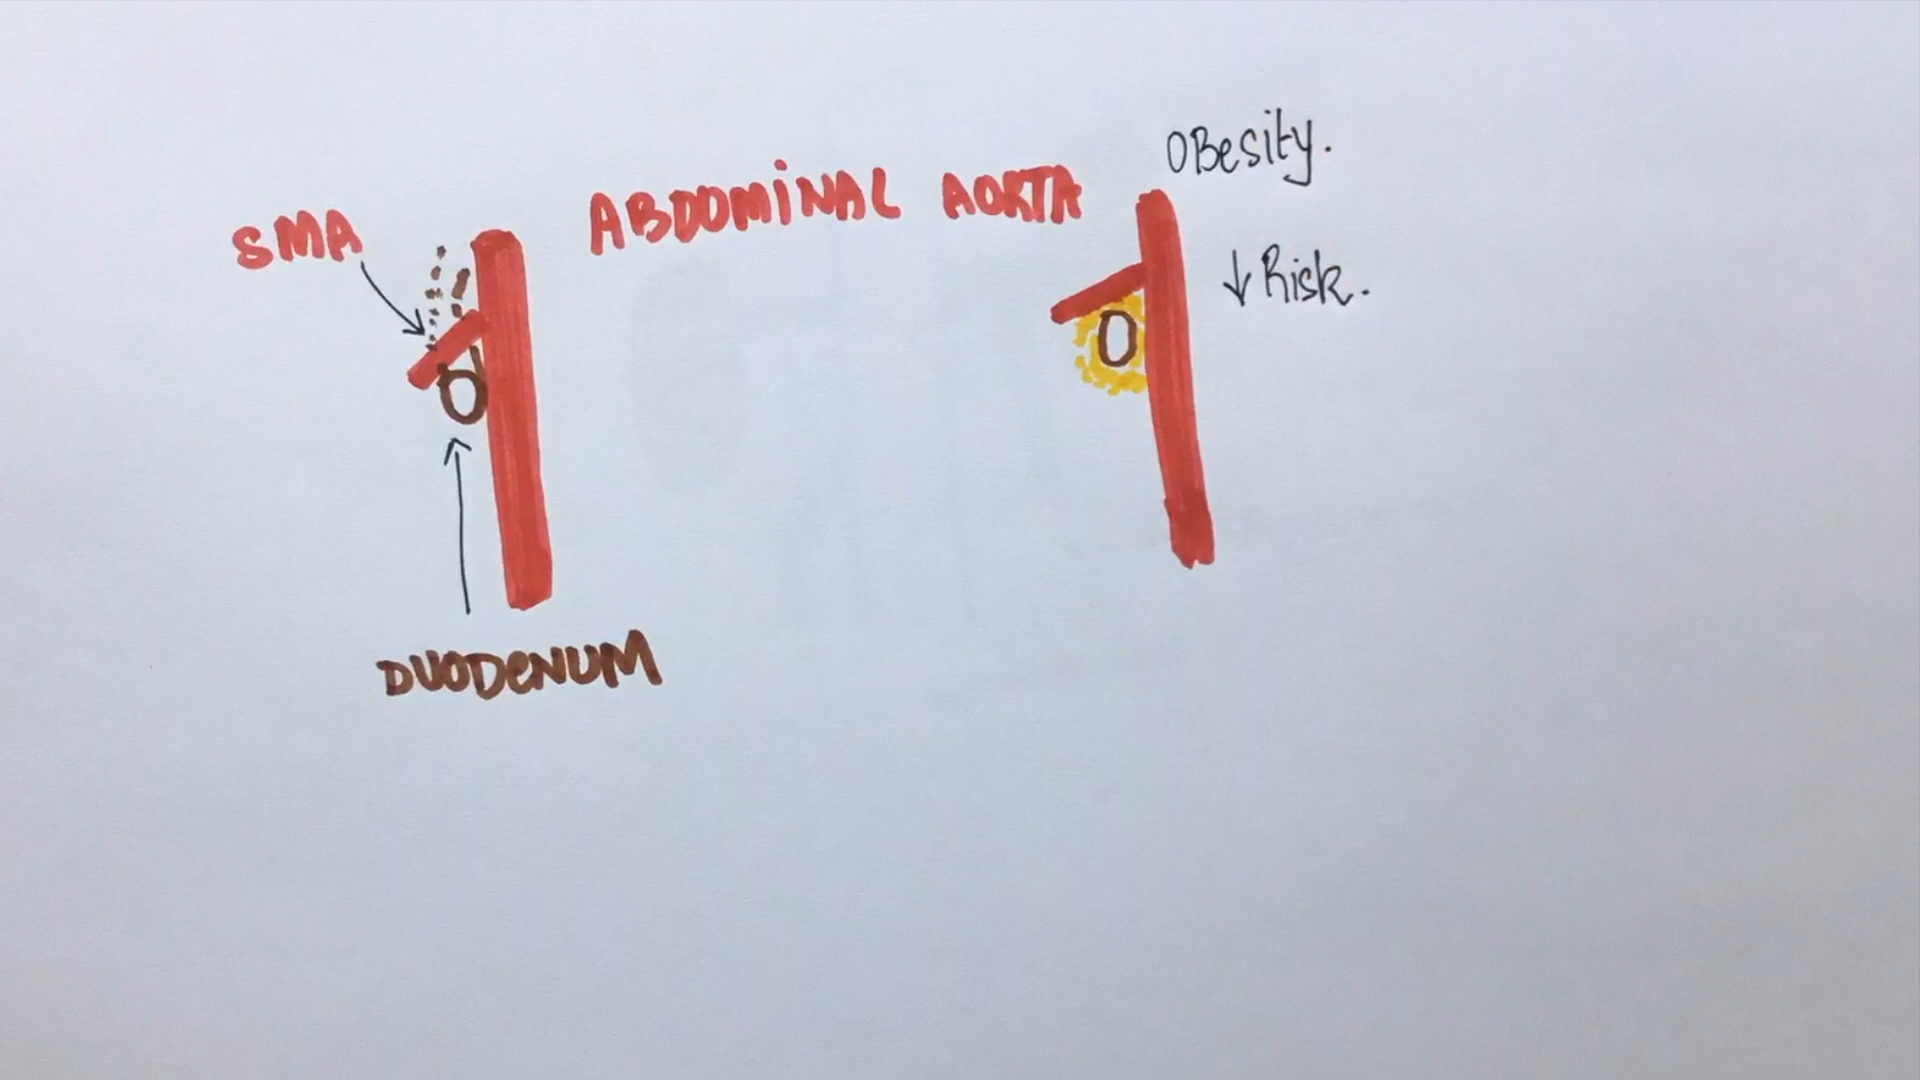 OBesity.
SMA
ABDOMiNAL AORTA
↓ Risk.
DUODeNUM